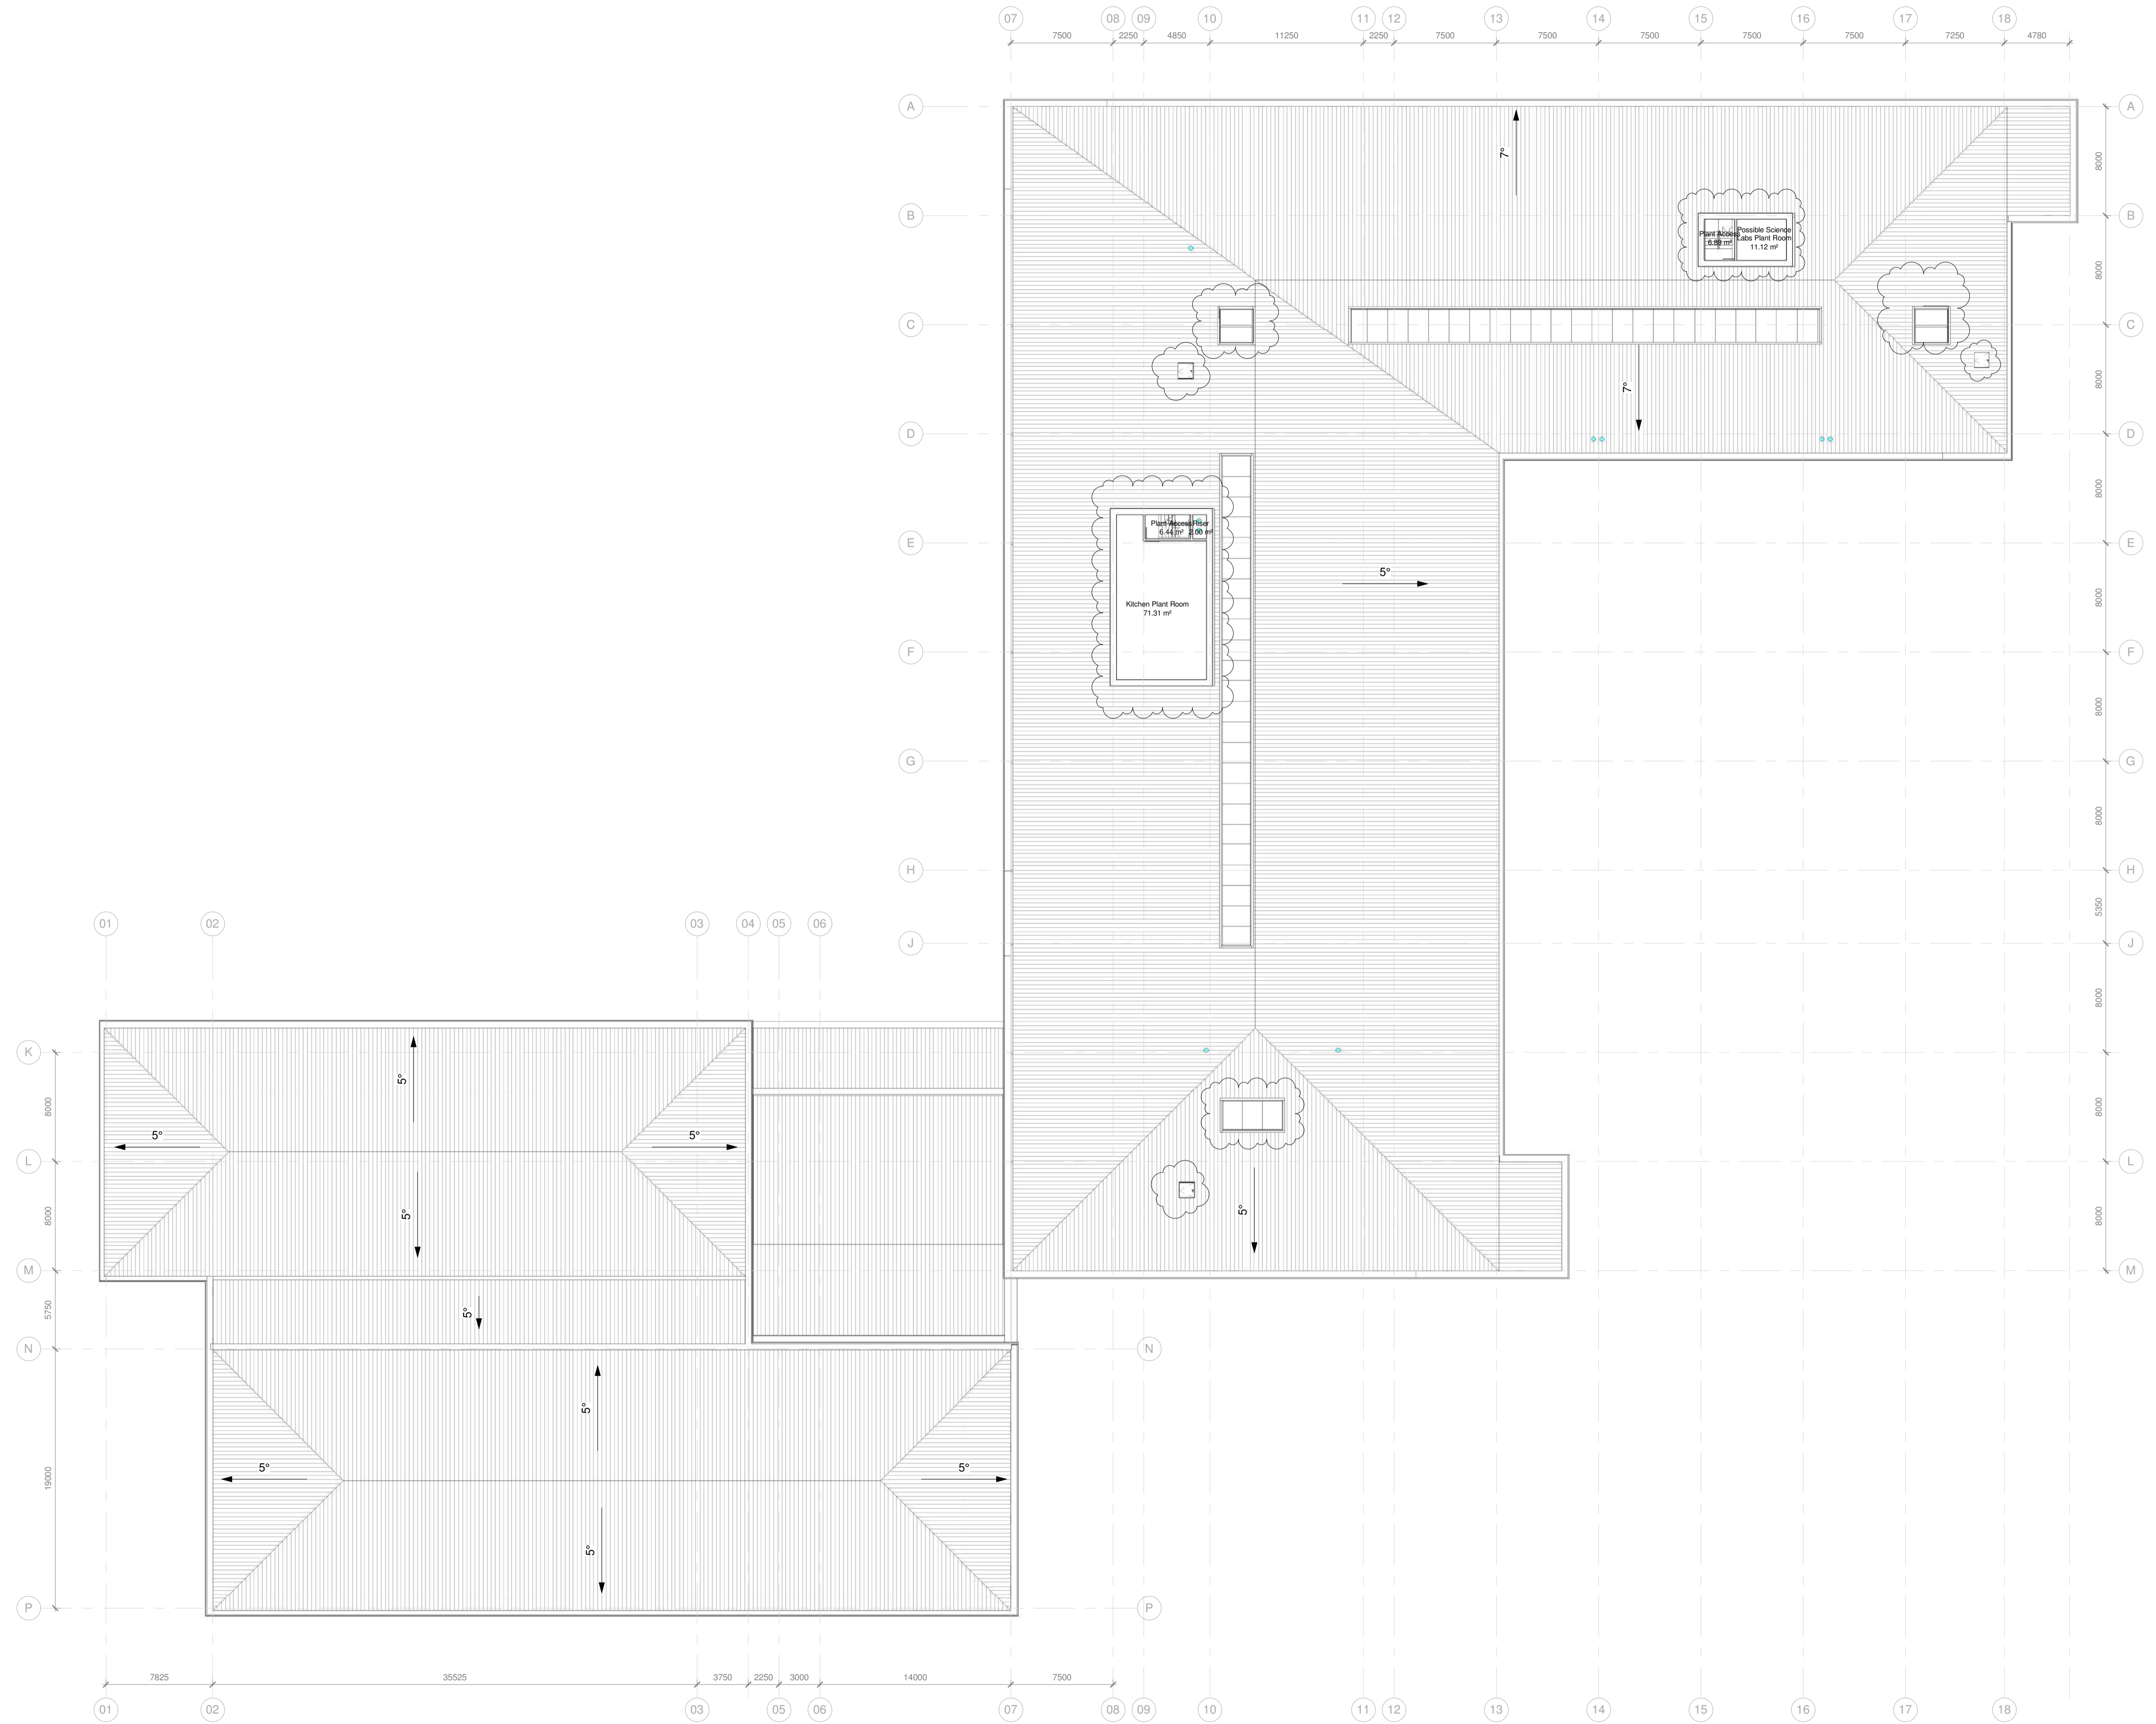 07 08 09 10 11 12 13 14 15 16 17 18
7500 2250 4850 11250 2250 7500 7500 7500 7500 7500 7250 4780
A A
7°
8000
B B
Plant Access
6.89 m²
Possible Science
Labs Plant Room
11.12 m²
8000
C C
7°
8000
D D
8000
Plant Access
6.44 m²
Riser
2.00 m²
E E
5°
Kitchen Plant Room
71.31 m²
8000
F F
8000
G G
8000
H H
5350
01 02 03 04 05 06
J J
8000
K
5°
8000
8000
5° 5°
L L
5°
5°
8000
8000
M M
5750
5°
N N
5°
5° 5°
19000
5°
P P
7825 35525 3750 2250 3000 14000 7500
01 02 03 04 05 06 07 08 09 10 11 12 13 14 15 16 17 18